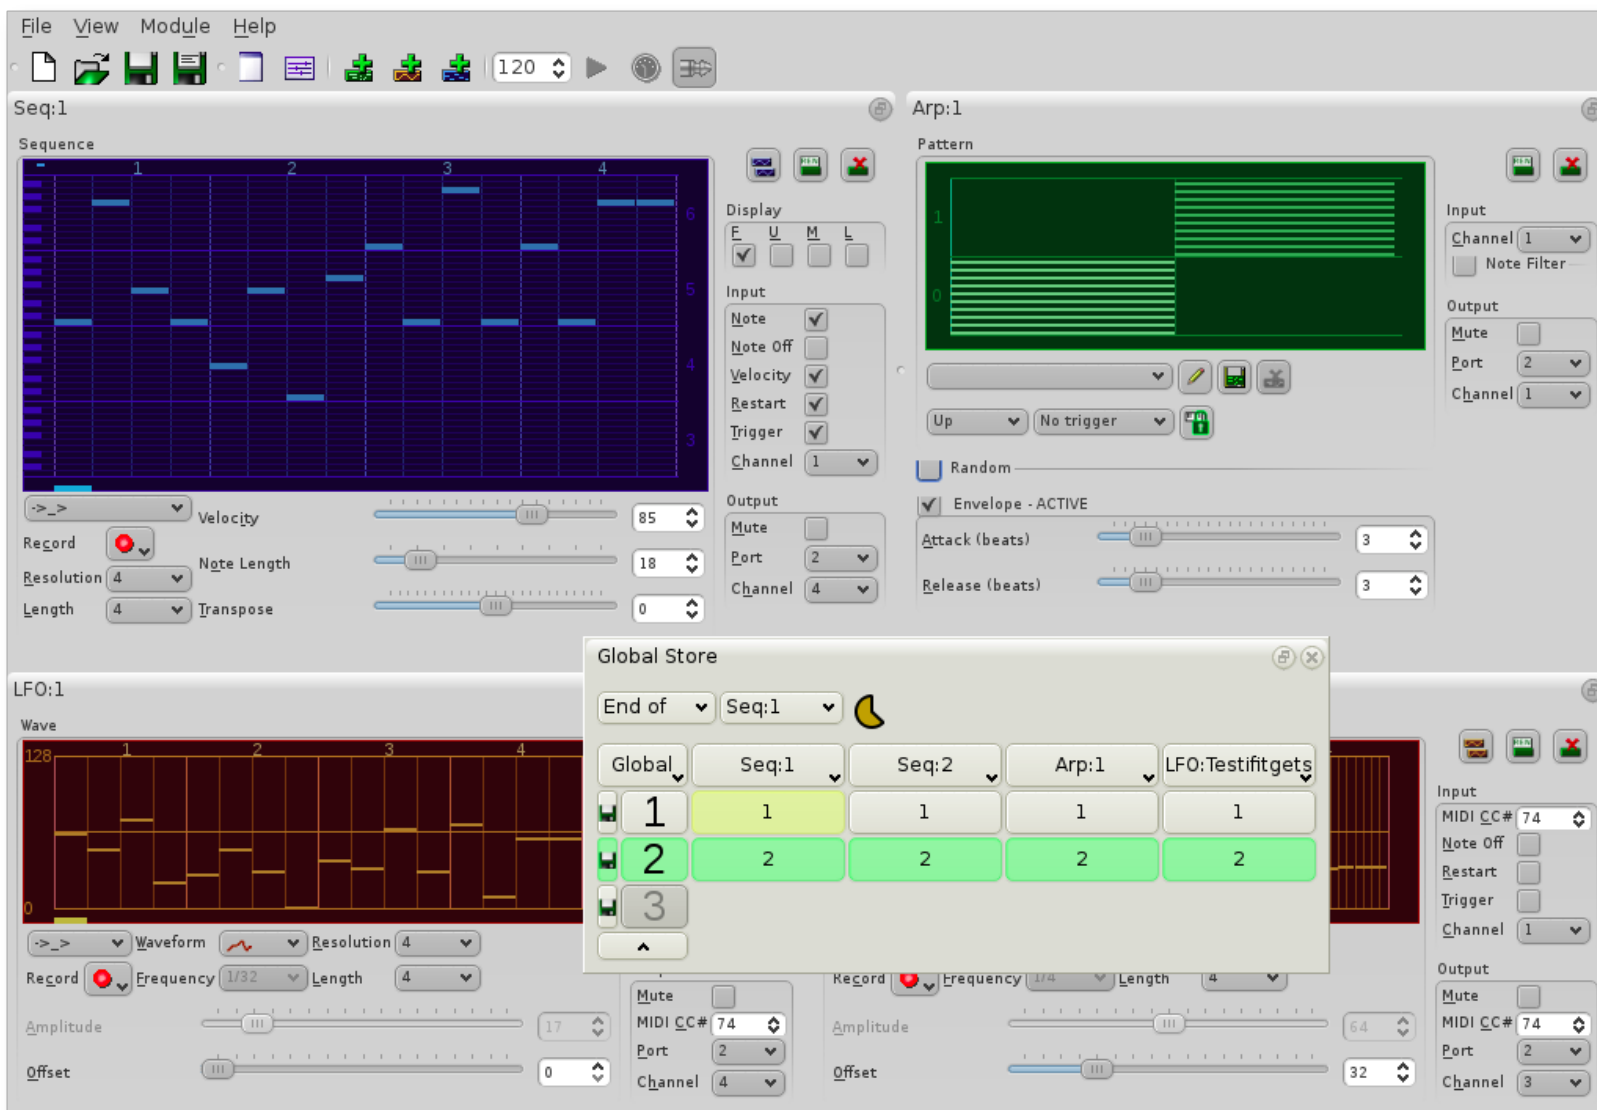 File View Module Help
120
Seq:1
Sequence
1 2 3 4
6
5
4
3
Display
F U M L
Input
Note
Note Off
Velocity
Restart
Trigger
Channel 1
Output
Mute
Port 2
Channel 4
->_>
Velocity 85
Record
Note Length 18
Resolution 4
Length 4
Transpose 0
Arp:1
Pattern
1
0
Up No trigger
Random
Envelope - ACTIVE
Attack (beats) 3
Release (beats) 3
Input
Channel 1
Note Filter
Output
Mute
Port 2
Channel 1
LFO:1
Wave
128 1 2 3 4
0
->_> Waveform Resolution 4
Record Frequency 1/32 Length 4
Amplitude 17
Offset 0
Mute
MIDI CC# 74
Port 2
Channel 4
Global Store
End of Seq:1
Global Seq:1 Seq:2 Arp:1 LFO:Testifitgets
1 1 1 1 1
2 2 2 2 2
3
Record Frequency 1/4 Length 4
Amplitude 64
Offset 32
Input
MIDI CC# 74
Note Off
Restart
Trigger
Channel 1
Output
Mute
MIDI CC# 74
Port 2
Channel 3